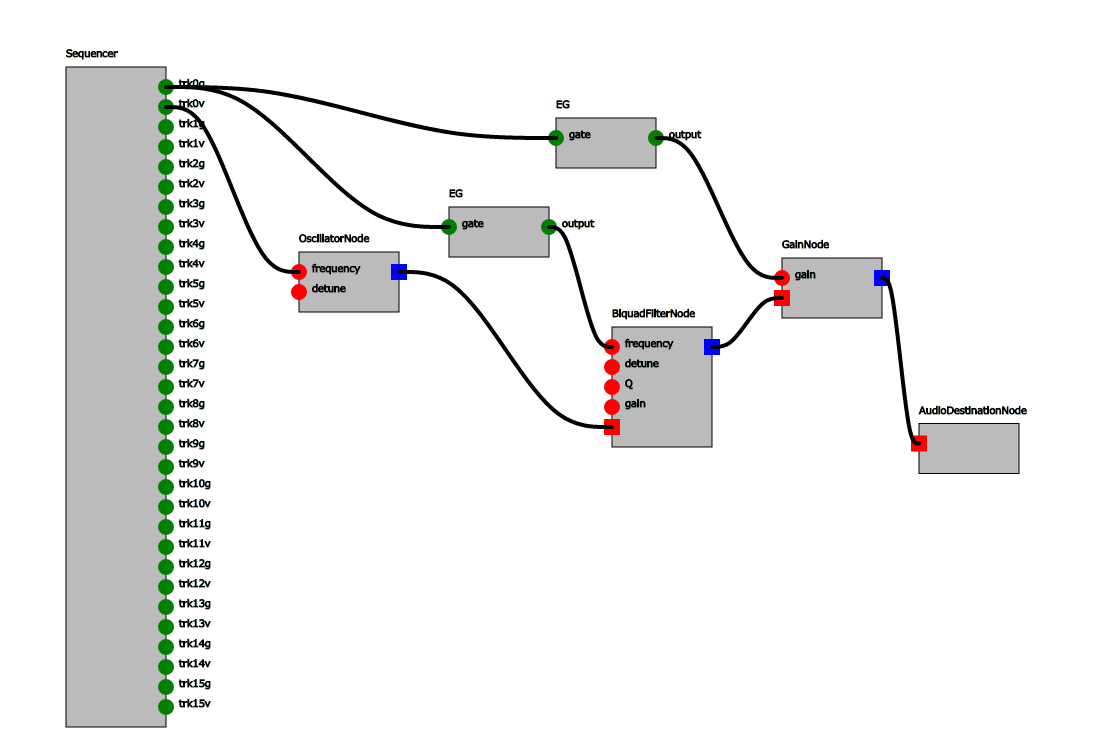 Sequencer
trk0g
trk0v
trk1g
trk1v
trk2g
trk2v
trk3g
trk3v
trk4g
trk4v
trk5g
trk5v
trk6g
trk6v
trk7g
trk7v
trk8g
trk8v
trk9g
trk9v
trk10g
trk10v
trk11g
trk11v
trk12g
trk12v
trk13g
trk13v
trk14g
trk14v
trk15g
trk15v
OscillatorNode
frequency
detune
EG
gate
output
EG
gate
output
BiquadFilterNode
frequency
detune
Q
gain
GainNode
gain
AudioDestinationNode